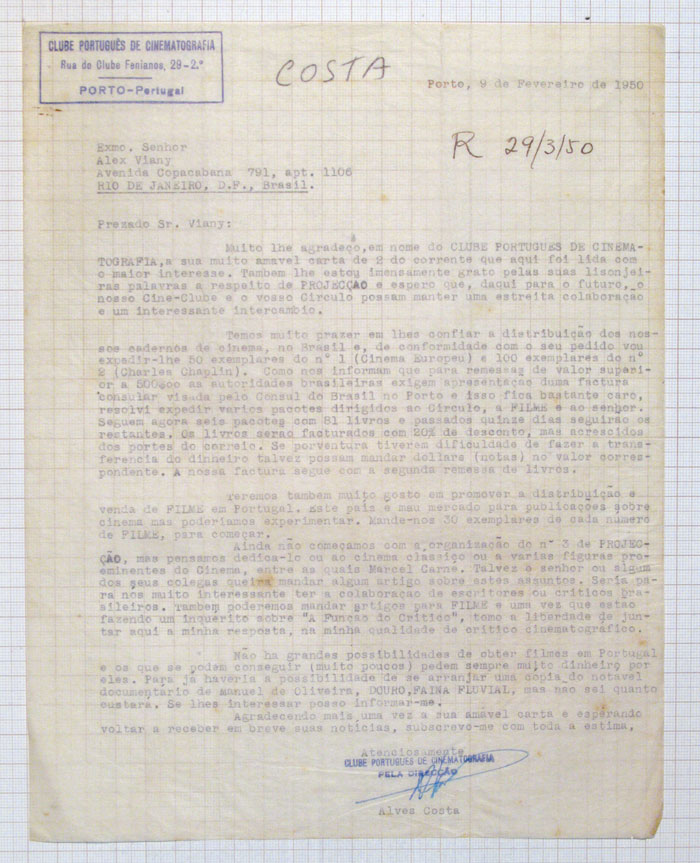 CLUBE PORTUGUÊS DE CINEMATOGRAFIA
Rua do Clube Fenianos, 29-2.º
PORTO-Portugal
COSTA
Porto, 9 de Fevereiro de 1950
R 29/3/50
Exmo. Senhor
Alex Viany
Avenida Copacabana 791, apt. 1106
RIO DE JANEIRO, D.F., Brasil.
Prezado Sr. Viany:
Muito lhe agradeço, em nome do CLUBE PORTUGUES DE CINEMA-
TOGRAFIA, a sua muito amavel carta de 2 do corrente que aqui foi lida com
o maior interesse. Tambem lhe estou imensamente grato pelas suas lisonjei-
ras palavras a respeito de PROJECÇÃO e espero que, daqui para o futuro, o
nosso Cine-Clube e o vosso Circulo possam manter uma estreita colaboração
e um interessante intercambio.
Temos muito prazer em lhes confiar a distribuição dos nos-
sos cadernos de cinema, no Brasil e, de conformidade com o seu pedido vou
expedir-lhe 50 exemplares do nº 1 (Cinema Europeu) e 100 exemplares do nº
2 (Charles Chaplin). Como nos informam que para remessas de valor superi-
or a 500$00 as autoridades brasileiras exigem apresentação duma factura
consular visada pelo Consul do Brasil no Porto e isso fica bastante caro,
resolvi expedir varios pacotes dirigidos ao Circulo, a FILME e ao senhor.
Seguem agora seis pacotes com 81 livros e passados quinze dias seguirão os
restantes. Os livros serão facturados com 20% de desconto, mas acrescidos
dos portes do correio. Se porventura tiverem dificuldade de fazer a trans-
ferencia do dinheiro talvez possam mandar dollars (notas) no valor corres-
pondente. A nossa factura segue com a segunda remessa de livros.
Teremos tambem muito gosto em promover a distribuição e
venda de FILME em Portugal. Este pais é mau mercado para publicações sobre
cinema mas poderiamos experimentar. Mande-nos 30 exemplares de cada numero
de FILME, para começar.
Ainda não começamos com a organização do nº 3 de PROJEC-
ÇÃO, mas pensamos dedica-lo ou ao cinema classico ou a varias figuras pro-
eminentes do Cinema, entre as quais Marcel Carne. Talvez o senhor ou algum
dos seus colegas queira mandar algum artigo sobre estes assuntos. Seria pa-
ra nos muito interessante ter a colaboração de escritores ou criticos bra-
sileiros. Tambem poderemos mandar artigos para FILME e uma vez que estão
fazendo um inquerito sobre "A Função do Critico", tomo a liberdade de jun-
tar aqui a minha resposta, na minha qualidade de critico cinematográfico.
Não ha grandes possibilidades de obter filmes em Portugal
e os que se podem conseguir (muito poucos) pedem sempre muito dinheiro por
eles. Para já haveria a possibilidade de se arranjar uma copia do notavel
documentário de Manuel de Oliveira, DOURO, FAINA FLUVIAL, mas não sei quanto
custara. Se lhes interessar posso informar-me.
Agradecendo mais uma vez a sua amável carta e esperando
voltar a receber em breve suas noticias, subscrevo-me com toda a estima,
Atenciosamente
CLUBE PORTUGUÊS DE CINEMATOGRAFIA
PELA DIRECÇÃO
Alves Costa